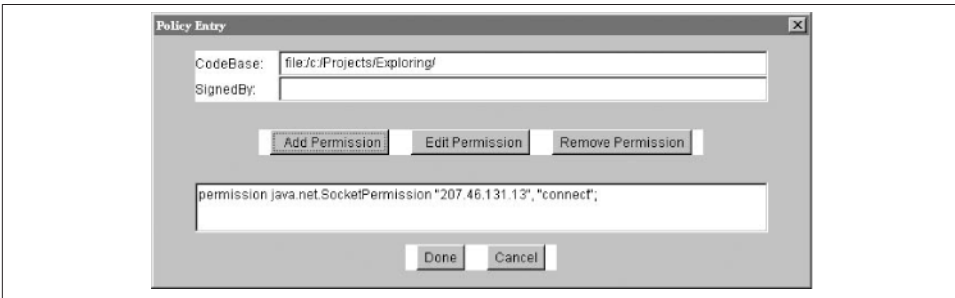 Policy Entry
CodeBase: file:/c:/Projects/Exploring/
SignedBy:
Add Permission Edit Permission Remove Permission
permission java.net.SocketPermission "207.46.131.13", "connect";
Done Cancel